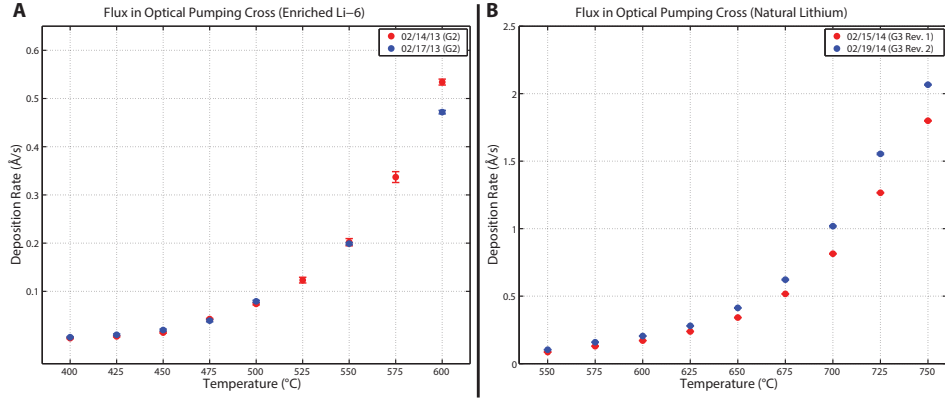 A
Flux in Optical Pumping Cross (Enriched Li−6)
02/14/13 (G2)
02/17/13 (G2)
0.6
0.5
0.4
0.3
0.2
0.1
Deposition Rate (Å/s)
400 425 450 475 500 525 550 575 600
Temperature (°C)
B
Flux in Optical Pumping Cross (Natural Lithium)
02/15/14 (G3 Rev. 1)
02/19/14 (G3 Rev. 2)
2.5
2
1.5
1
0.5
0
Deposition Rate (Å/s)
550 575 600 625 650 675 700 725 750
Temperature (°C)